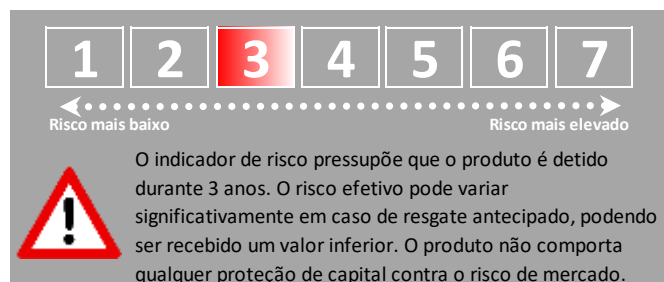 1 2 3 4 5 6 7
Risco mais baixo Risco mais elevado
O indicador de risco pressupõe que o produto é detido
durante 3 anos. O risco efetivo pode variar
significativamente em caso de resgate antecipado, podendo
ser recebido um valor inferior. O produto não comporta
qualquer proteção de capital contra o risco de mercado.